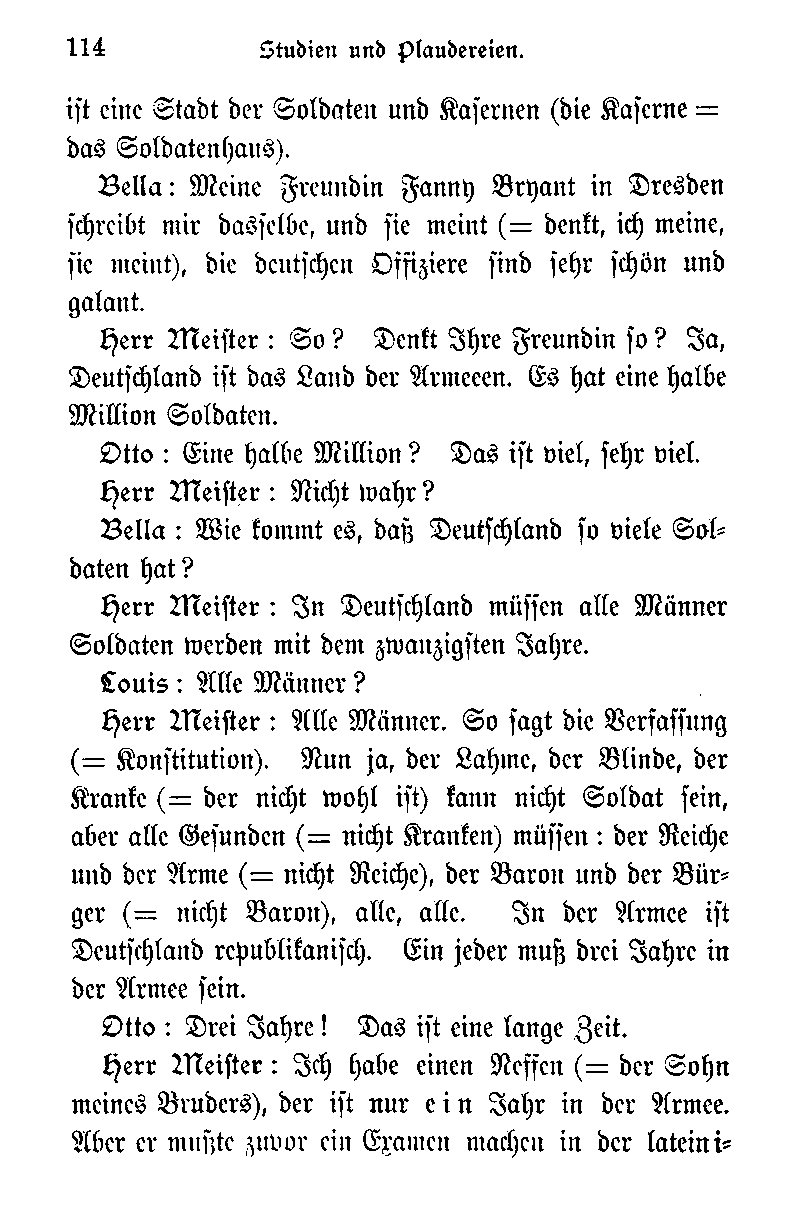 114 Studien und Plaudereien.
ist eine Stadt der Soldaten und Kasernen (die Kaserne =
das Soldatenhaus).
Bella: Meine Freundin Fanny Bryant in Dresden
schreibt mir dasselbe, und sie meint (= denkt, ich meine,
sie meint), die deutschen Offiziere sind sehr schön und
galant.
Herr Meister: So? Denkt Ihre Freundin so? Ja,
Deutschland ist das Land der Armeeen. Es hat eine halbe
Million Soldaten.
Otto: Eine halbe Million? Das ist viel, sehr viel.
Herr Meister: Nicht wahr?
Bella: Wie kommt es, daß Deutschland so viele Sol-
daten hat?
Herr Meister: In Deutschland müssen alle Männer
Soldaten werden mit dem zwanzigsten Jahre.
Louis: Alle Männer?
Herr Meister: Alle Männer. So sagt die Verfassung
(= Konstitution). Nun ja, der Lahme, der Blinde, der
Kranke (= der nicht wohl ist) kann nicht Soldat sein,
aber alle Gesunden (= nicht Kranken) müssen: der Reiche
und der Arme (= nicht Reiche), der Baron und der Bür-
ger (= nicht Baron), alle, alle. In der Armee ist
Deutschland republikanisch. Ein jeder muß drei Jahre in
der Armee sein.
Otto: Drei Jahre! Das ist eine lange Zeit.
Herr Meister: Ich habe einen Neffen (= der Sohn
meines Bruders), der ist nur ein Jahr in der Armee.
Aber er mußte zuvor ein Examen machen in der lateini-